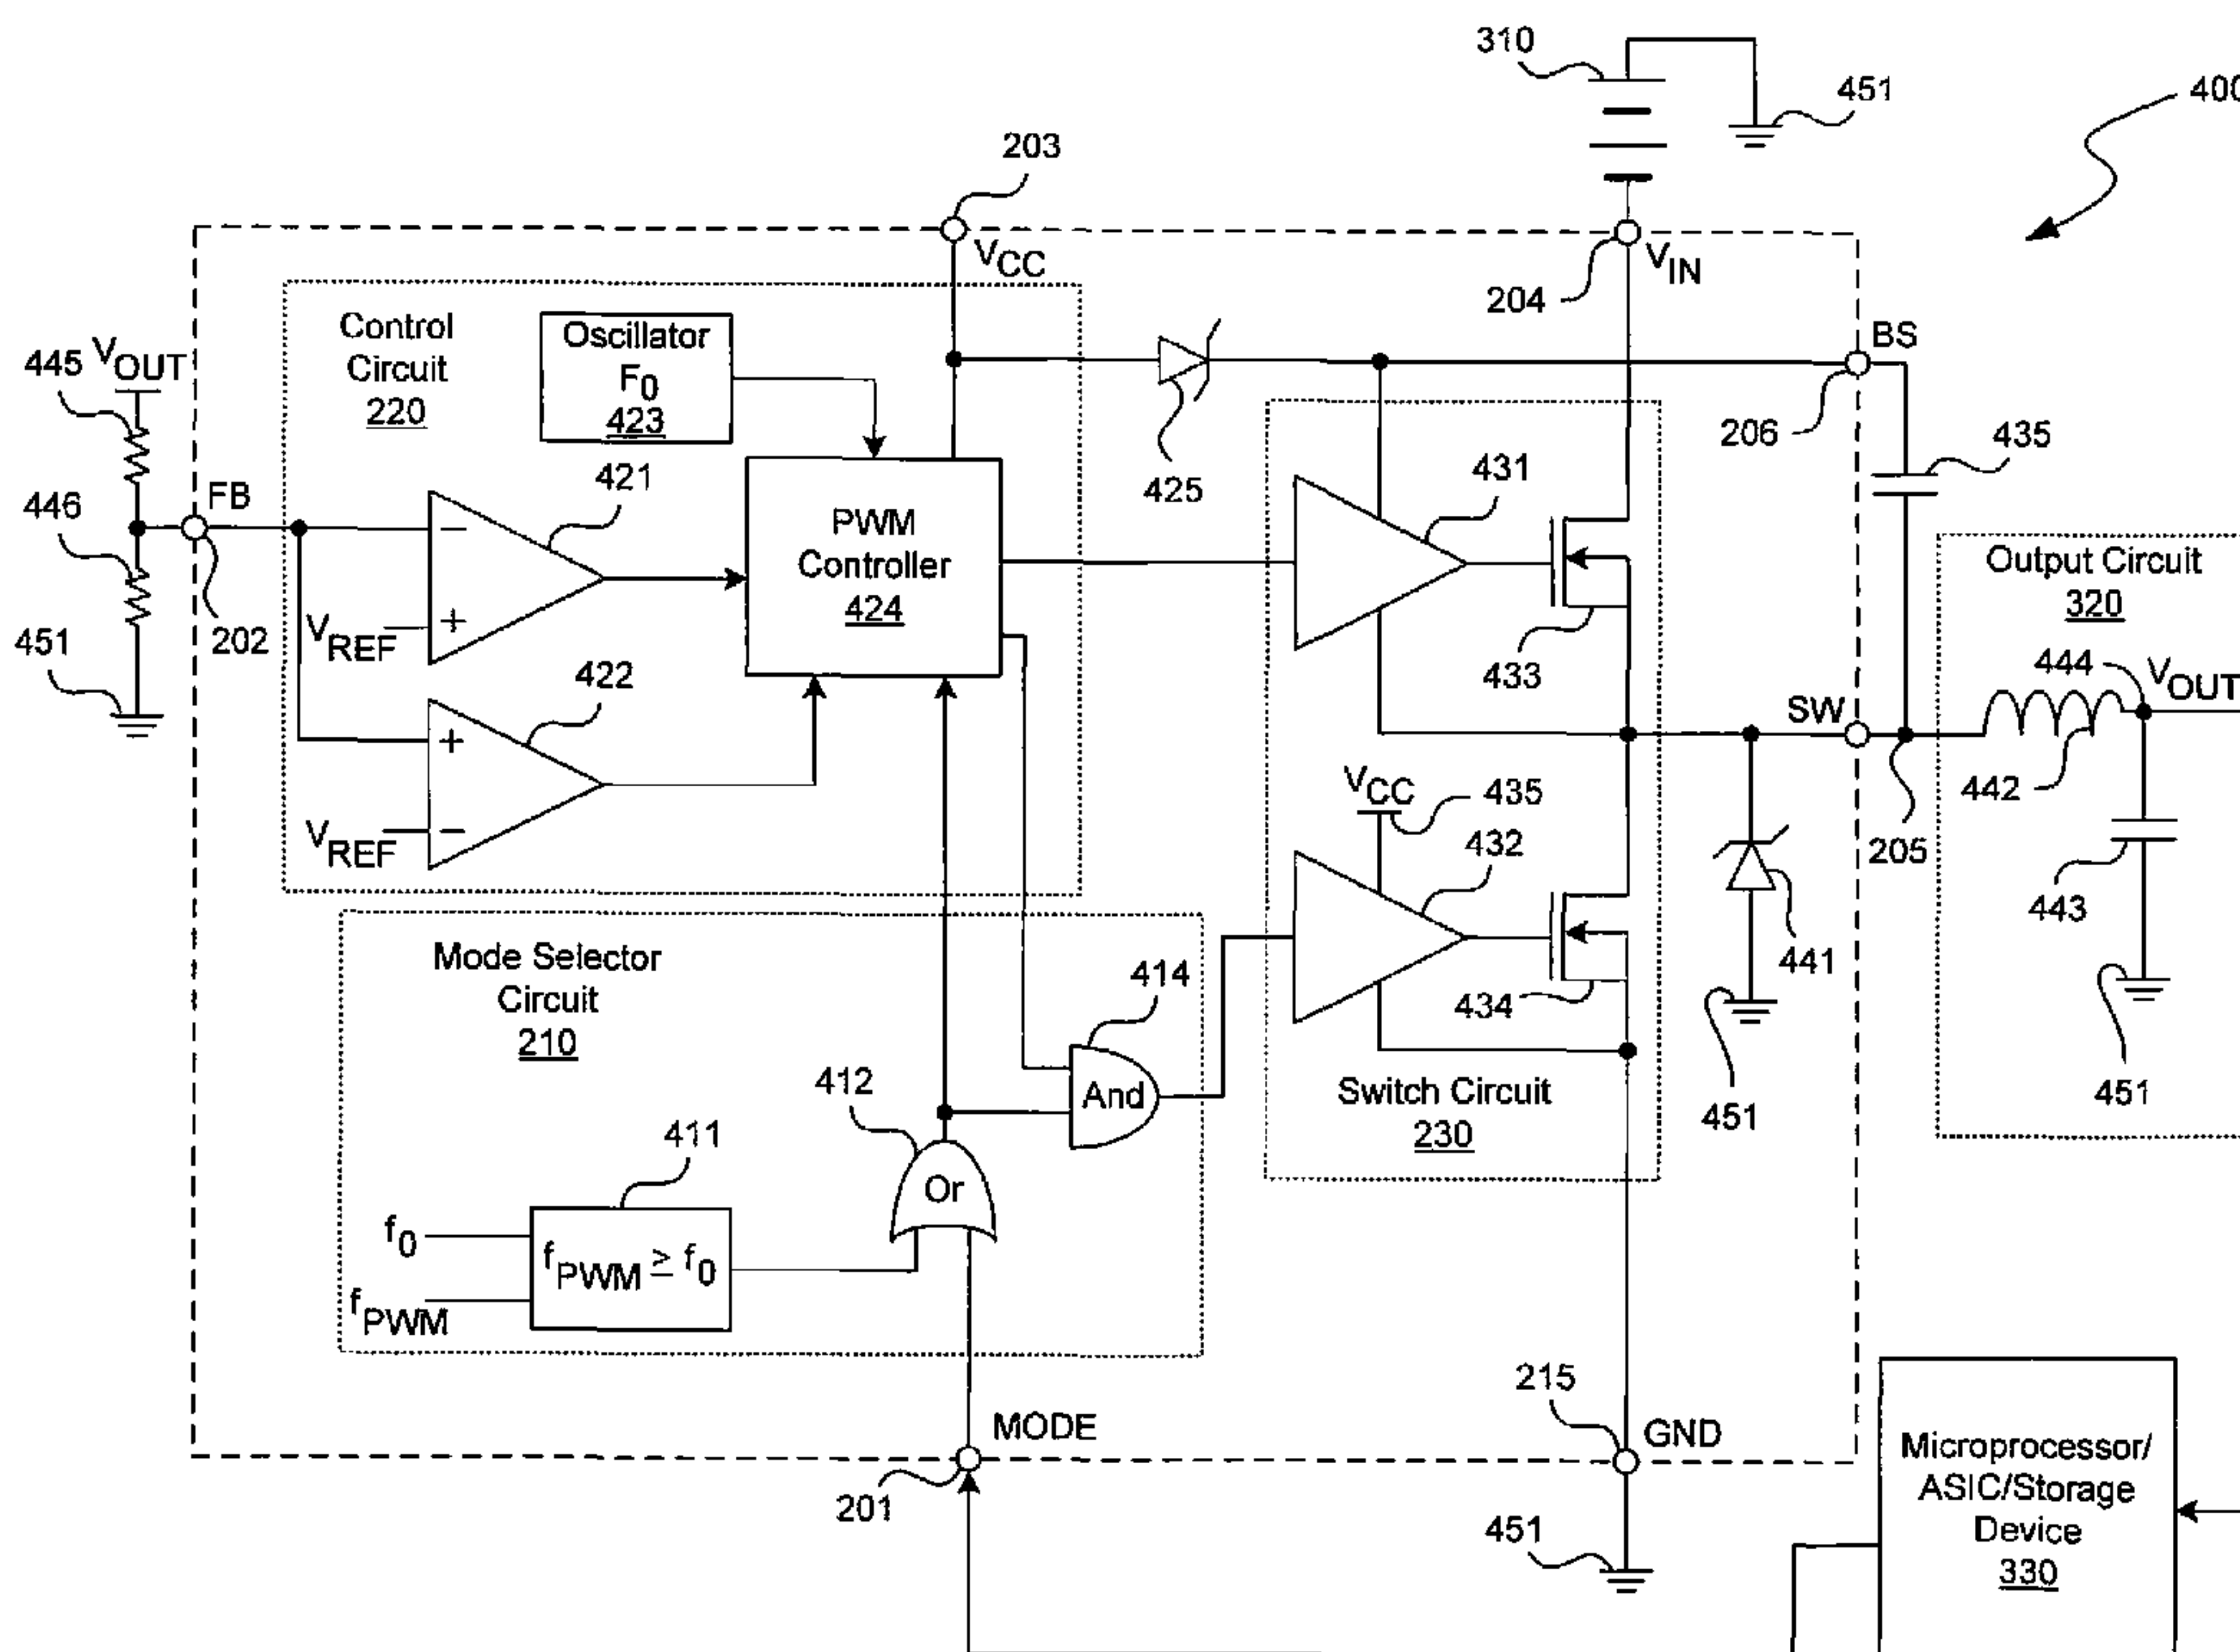 310
451
400
203
VCC
VIN
204
Control
Circuit
220
Oscillator
F0
423
BS
445
VOUT
206
435
425
446
FB
421
431
PWM
Controller
424
Output Circuit
320
−
+
VREF
202
451
422
433
444
VOUT
SW
+
−
VREF
VCC
435
432
442
205
443
441
434
Mode Selector
Circuit
210
414
412
And
Switch Circuit
230
451
451
411
Or
f0
fPWM ≥ f0
fPWM
215
MODE
GND
201
451
Microprocessor/
ASIC/Storage
Device
330